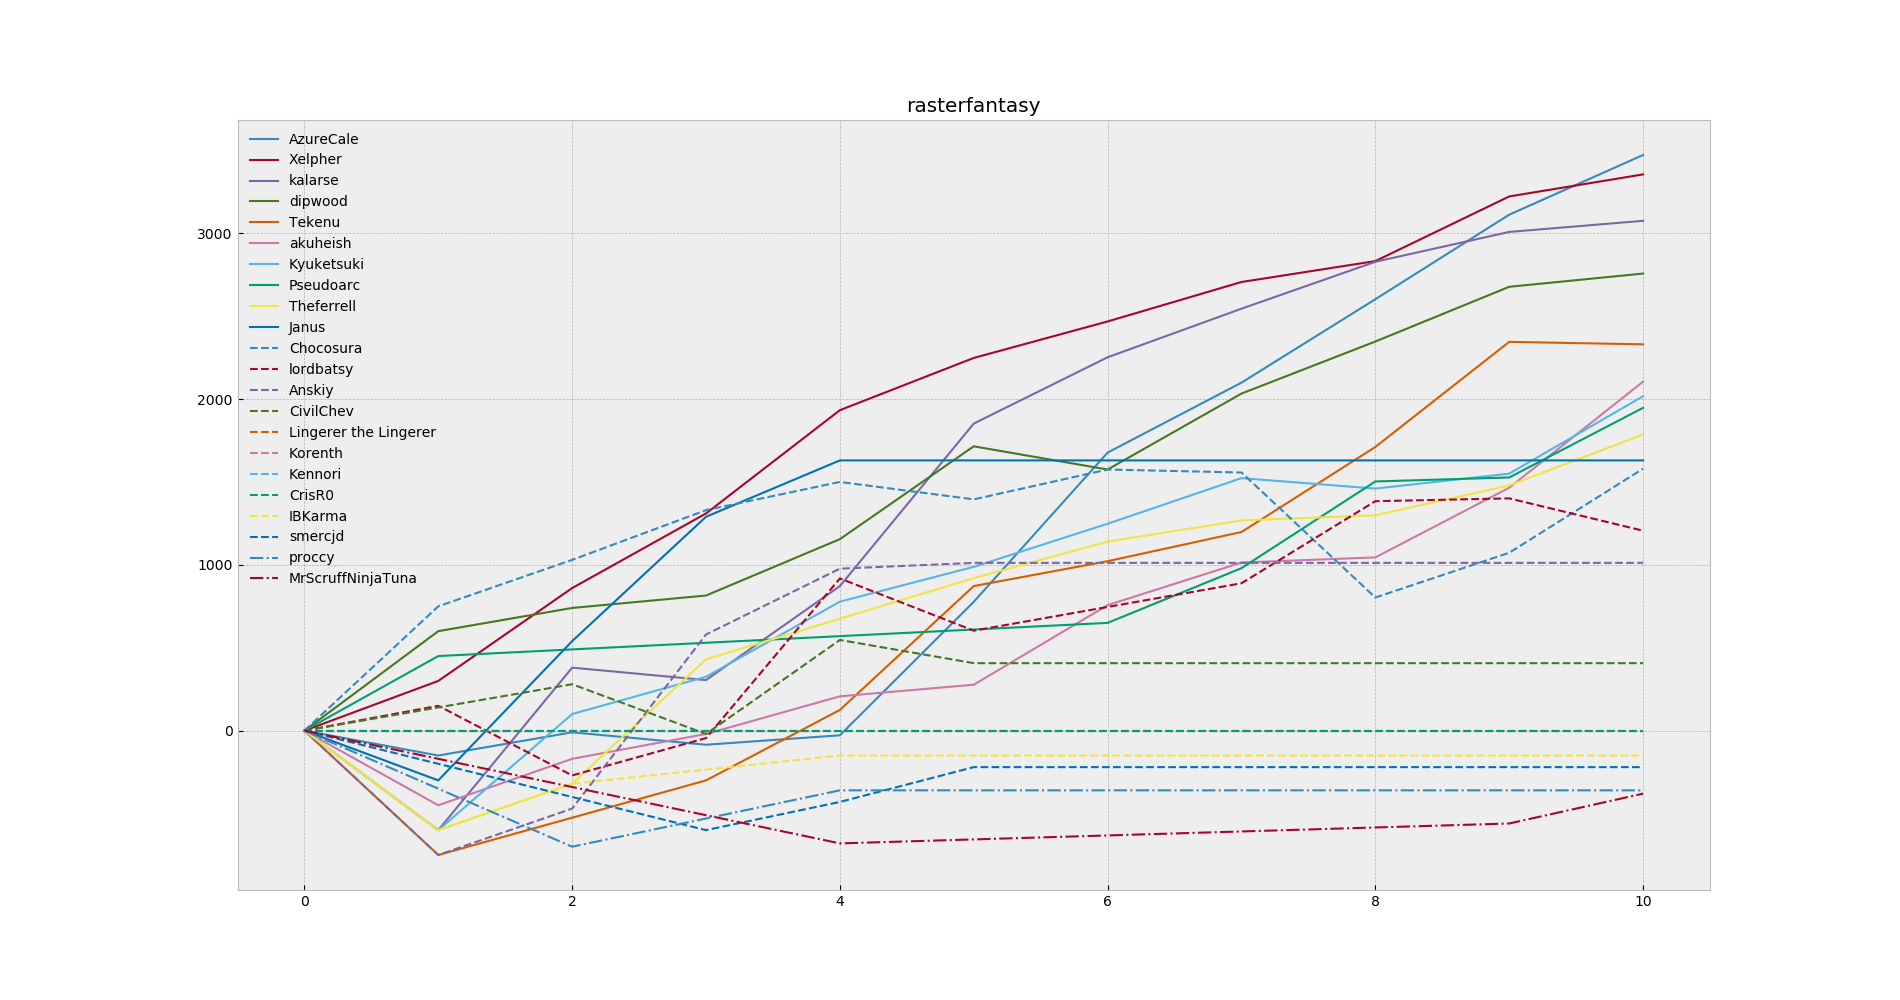 rasterfantasy
AzureCale
Xelpher
kalarse
dipwood
Tekenu
akuheish
Kyuketsuki
Pseudoarc
Theferrell
Janus
Chocosura
lordbatsy
Anskiy
CivilChev
Lingerer the Lingerer
Korenth
Kennori
CrisR0
IBKarma
smercjd
proccy
MrScruffNinjaTuna
3000
2000
1000
0
0 2 4 6 8 10